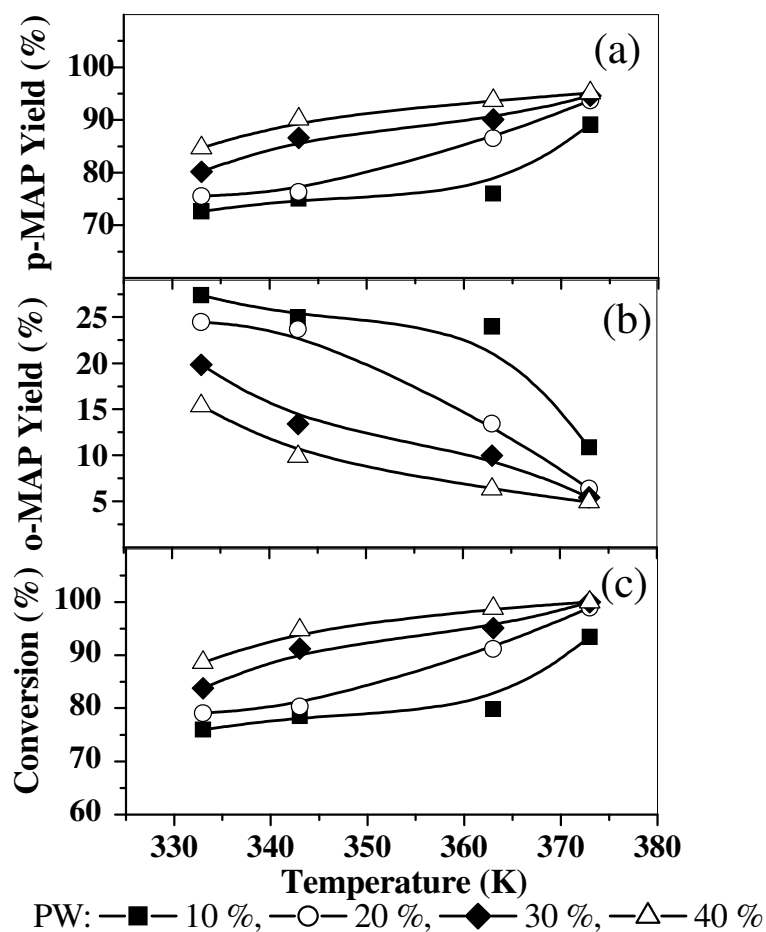 (a)
p-MAP Yield (%)
100
90
80
70
(b)
o-MAP Yield (%)
25
20
15
10
5
(c)
Conversion (%)
100
90
80
70
60
330 340 350 360 370 380
Temperature (K)
PW: 10 %, 20 %, 30 %, 40 %